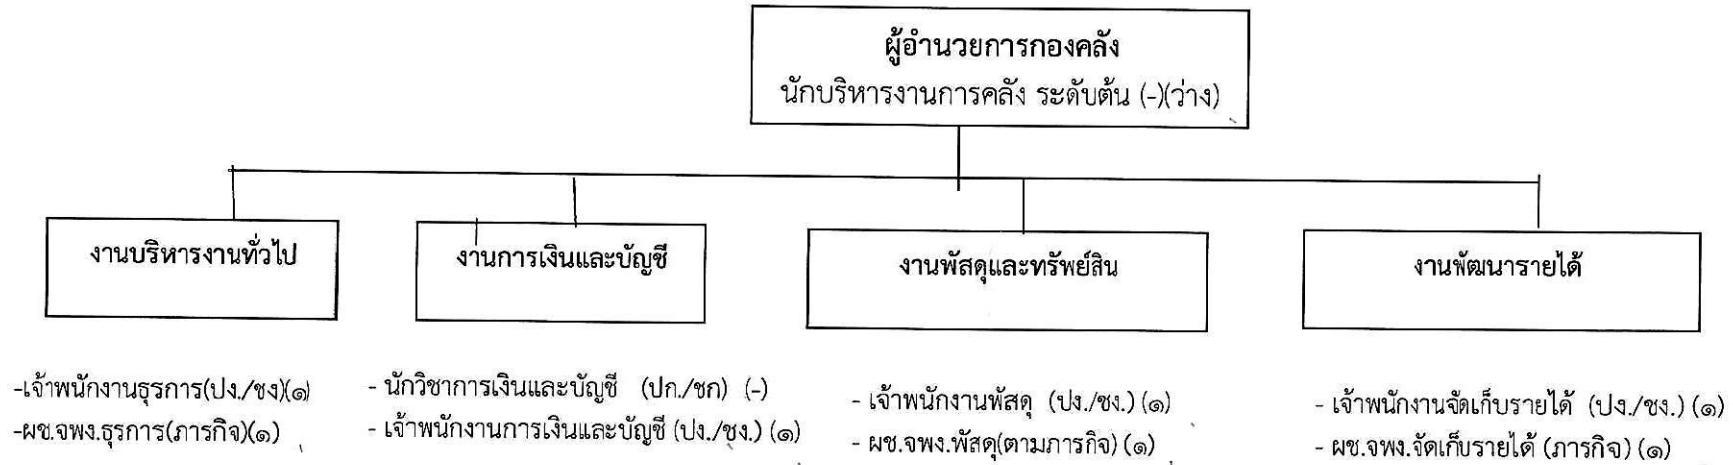 ผู้อำนวยการกองคลัง
นักบริหารงานการคลัง ระดับต้น (-)(ว่าง)
งานบริหารงานทั่วไป
-เจ้าพนักงานธุรการ(ปง./ชง)(๑)
-ผช.จพง.ธุรการ(ภารกิจ)(๑)
งานการเงินและบัญชี
- นักวิชาการเงินและบัญชี (ปก./ชก) (-)
- เจ้าพนักงานการเงินและบัญชี (ปง./ชง.) (๑)
งานพัสดุและทรัพย์สิน
- เจ้าพนักงานพัสดุ (ปง./ชง.) (๑)
- ผช.จพง.พัสดุ(ตามภารกิจ) (๑)
งานพัฒนารายได้
- เจ้าพนักงานจัดเก็บรายได้ (ปง./ชง.) (๑)
- ผช.จพง.จัดเก็บรายได้ (ภารกิจ) (๑)